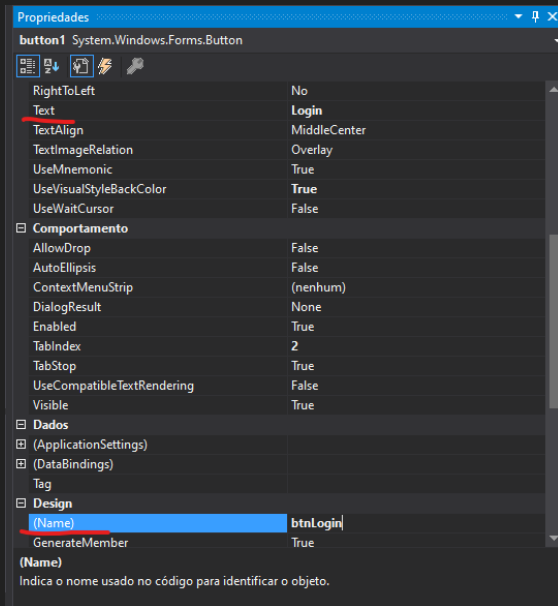 Propriedades
button1 System.Windows.Forms.Button
RightToLeft No
Text Login
TextAlign MiddleCenter
TextImageRelation Overlay
UseMnemonic True
UseVisualStyleBackColor True
UseWaitCursor False
Comportamento
AllowDrop False
AutoEllipsis False
ContextMenuStrip (nenhum)
DialogResult None
Enabled True
TabIndex 2
TabStop True
UseCompatibleTextRendering False
Visible True
Dados
(ApplicationSettings)
(DataBindings)
Tag
Design
(Name) btnLogin
GenerateMember True
(Name)
Indica o nome usado no código para identificar o objeto.